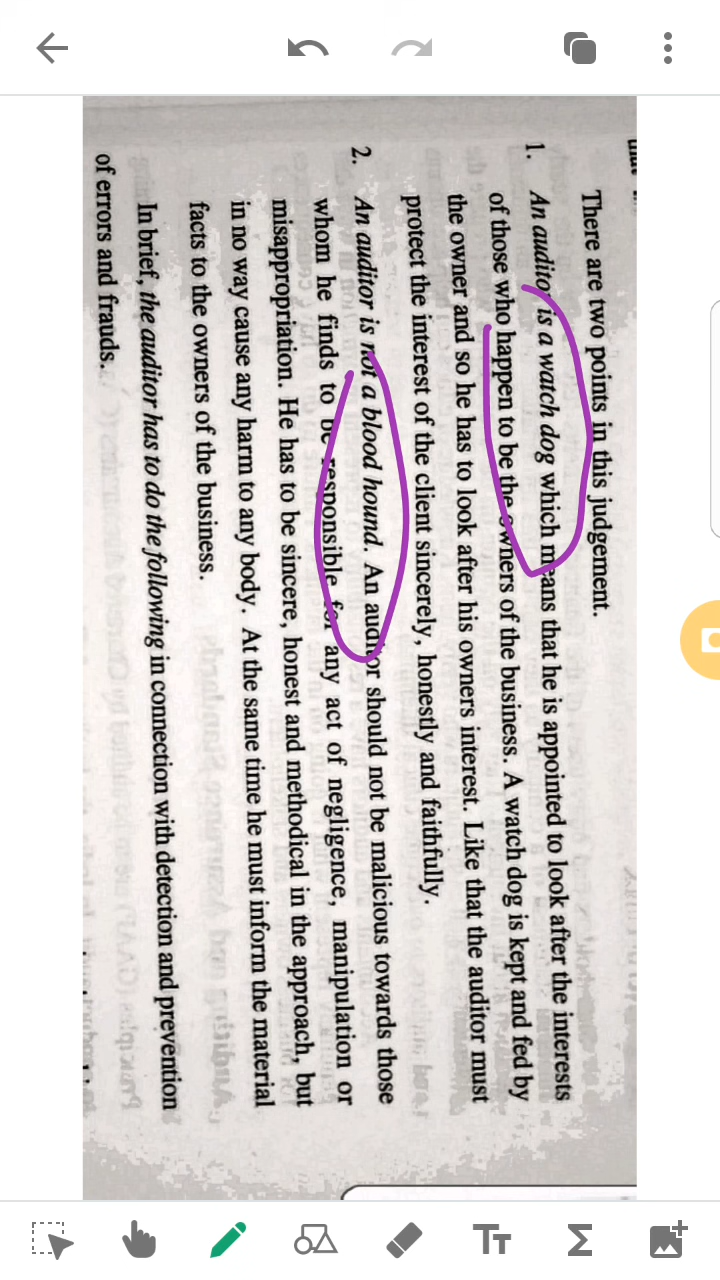 There are two points in this judgement.
1. An auditor is a watch dog which means that he is appointed to look after the interests
of those who happen to be the owners of the business. A watch dog is kept and fed by
the owner and so he has to look after his owners interest. Like that the auditor must
protect the interest of the client sincerely, honestly and faithfully.
2. An auditor is not a blood hound. An auditor should not be malicious towards those
whom he finds to be responsible for any act of negligence, manipulation or
misappropriation. He has to be sincere, honest and methodical in the approach, but
in no way cause any harm to any body. At the same time he must inform the material
facts to the owners of the business.
In brief, the auditor has to do the following in connection with detection and prevention
of errors and frauds.
TT
Σ